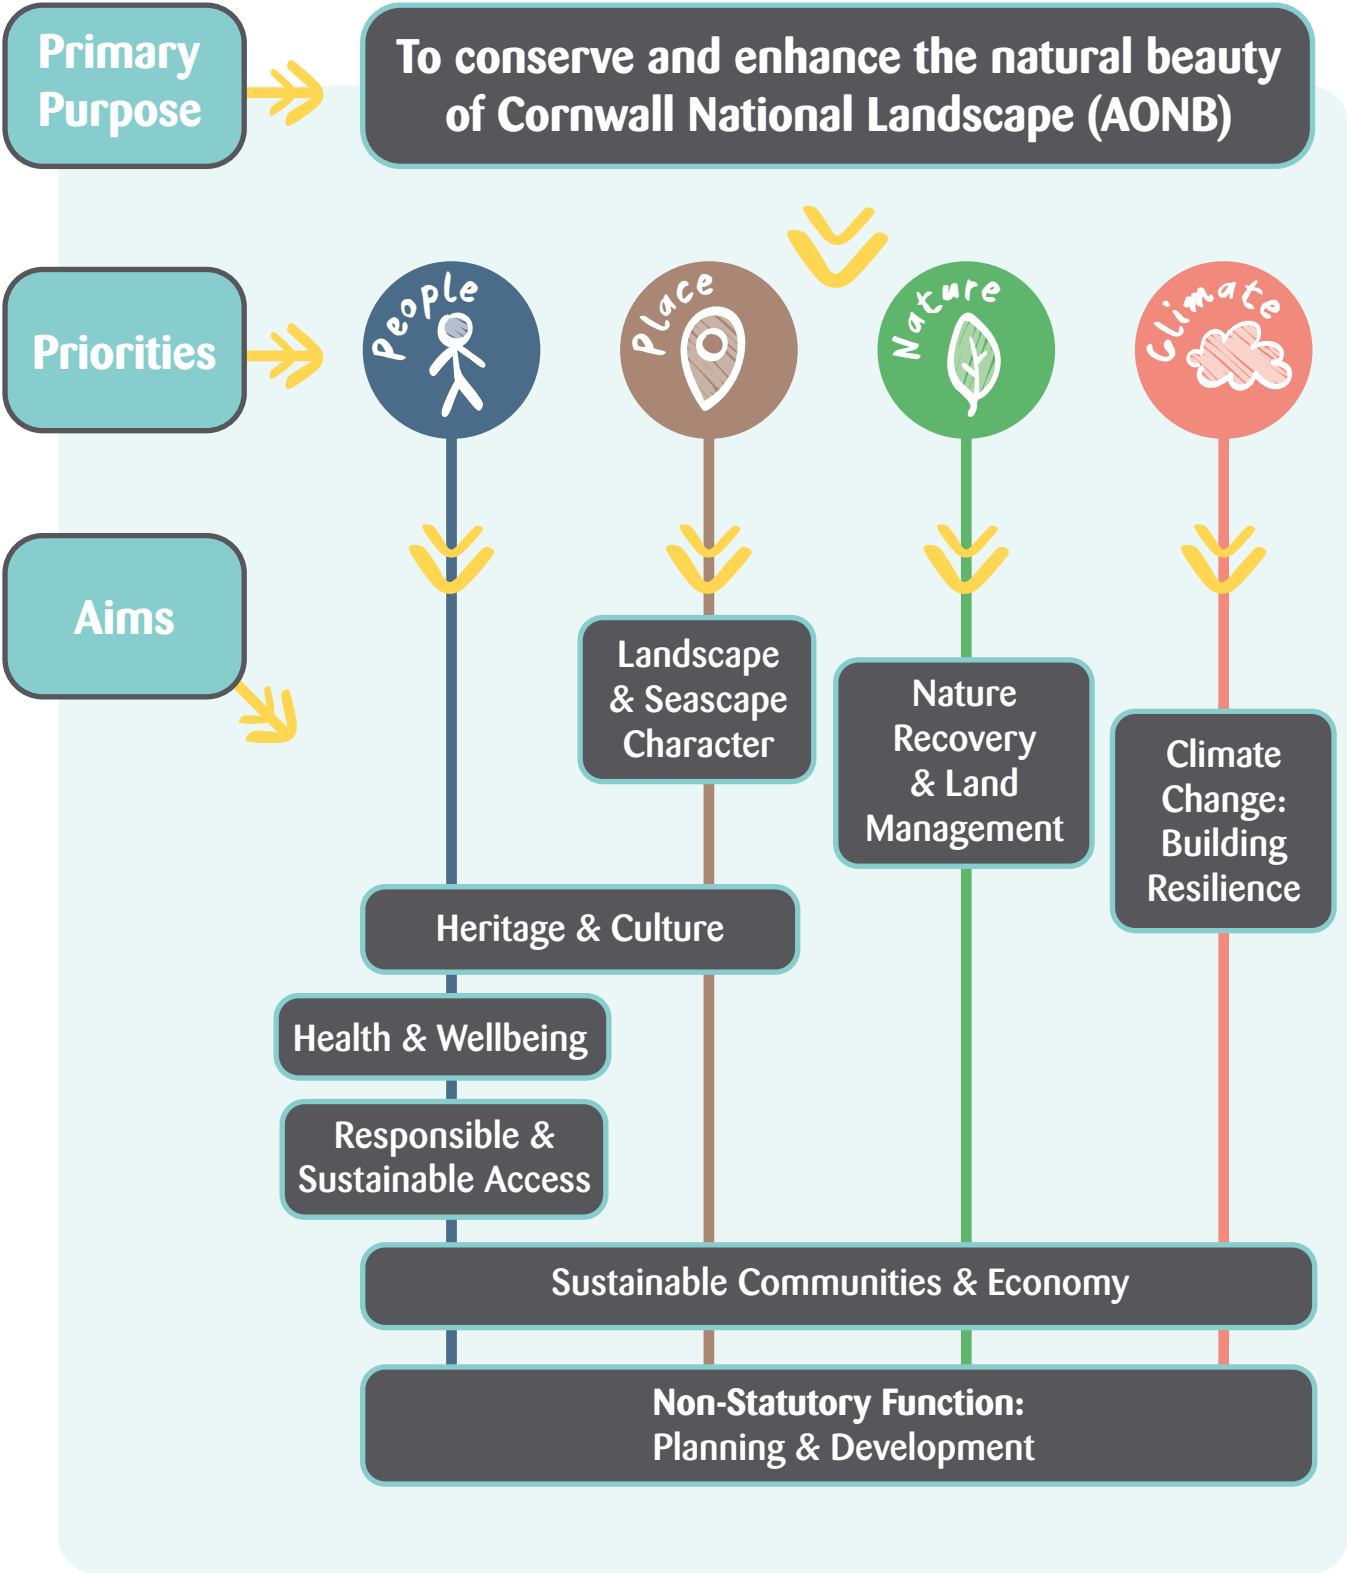 Primary
Purpose
To conserve and enhance the natural beauty
of Cornwall National Landscape (AONB)
Priorities
People
Place
Nature
Climate
Aims
Landscape
& Seascape
Character
Nature
Recovery
& Land
Management
Climate
Change:
Building
Resilience
Heritage & Culture
Health & Wellbeing
Responsible &
Sustainable Access
Sustainable Communities & Economy
Non-Statutory Function:
Planning & Development